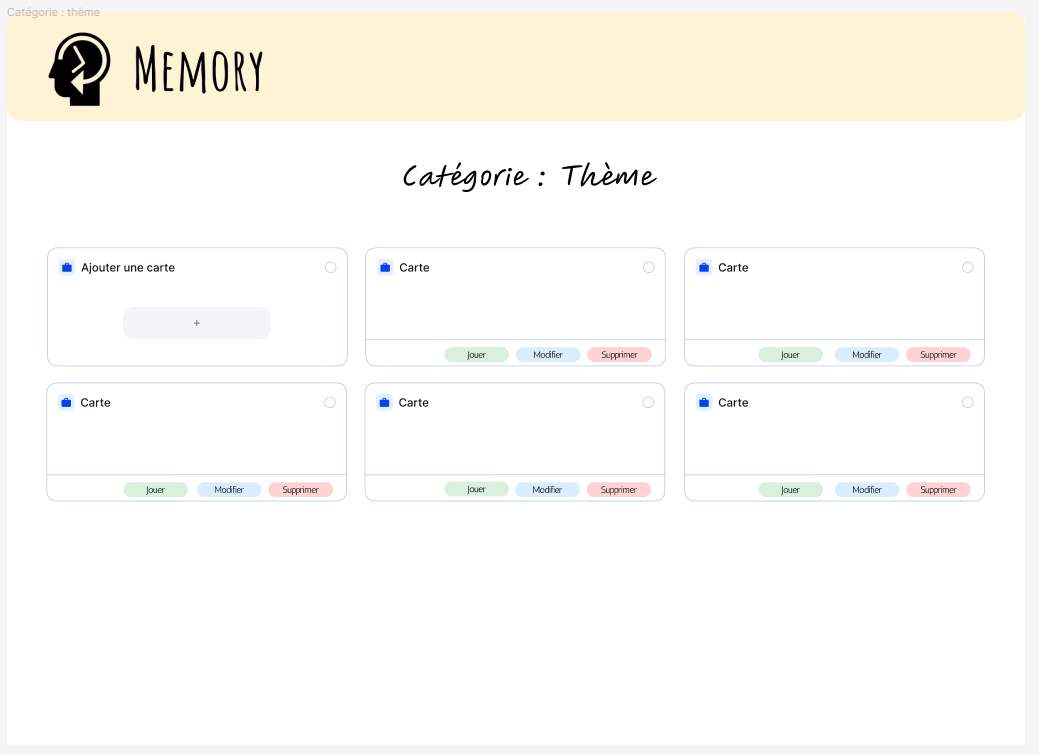 Catégorie : thème
Memory
Catégorie : Thème
Ajouter une carte
+
Carte
Jouer Modifier Supprimer
Carte
Jouer Modifier Supprimer
Carte
Jouer Modifier Supprimer
Carte
Jouer Modifier Supprimer
Carte
Jouer Modifier Supprimer